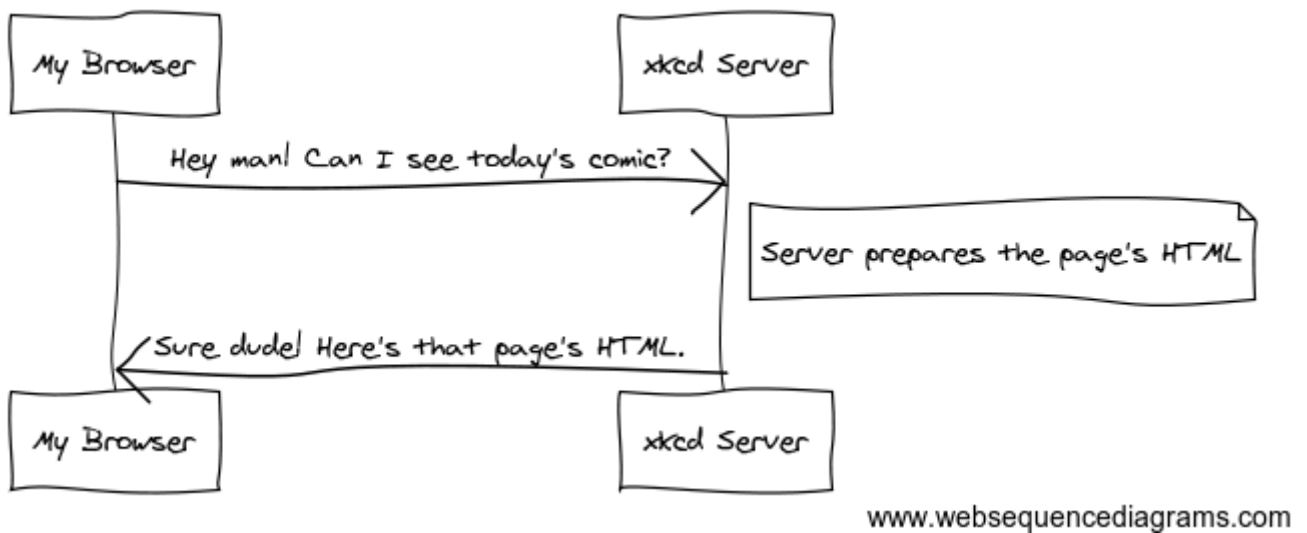 My Browser
xkcd Server
Hey man! Can I see today's comic?
Server prepares the page's HTML
Sure dude! Here's that page's HTML.
My Browser
xkcd Server
www.websequencediagrams.com